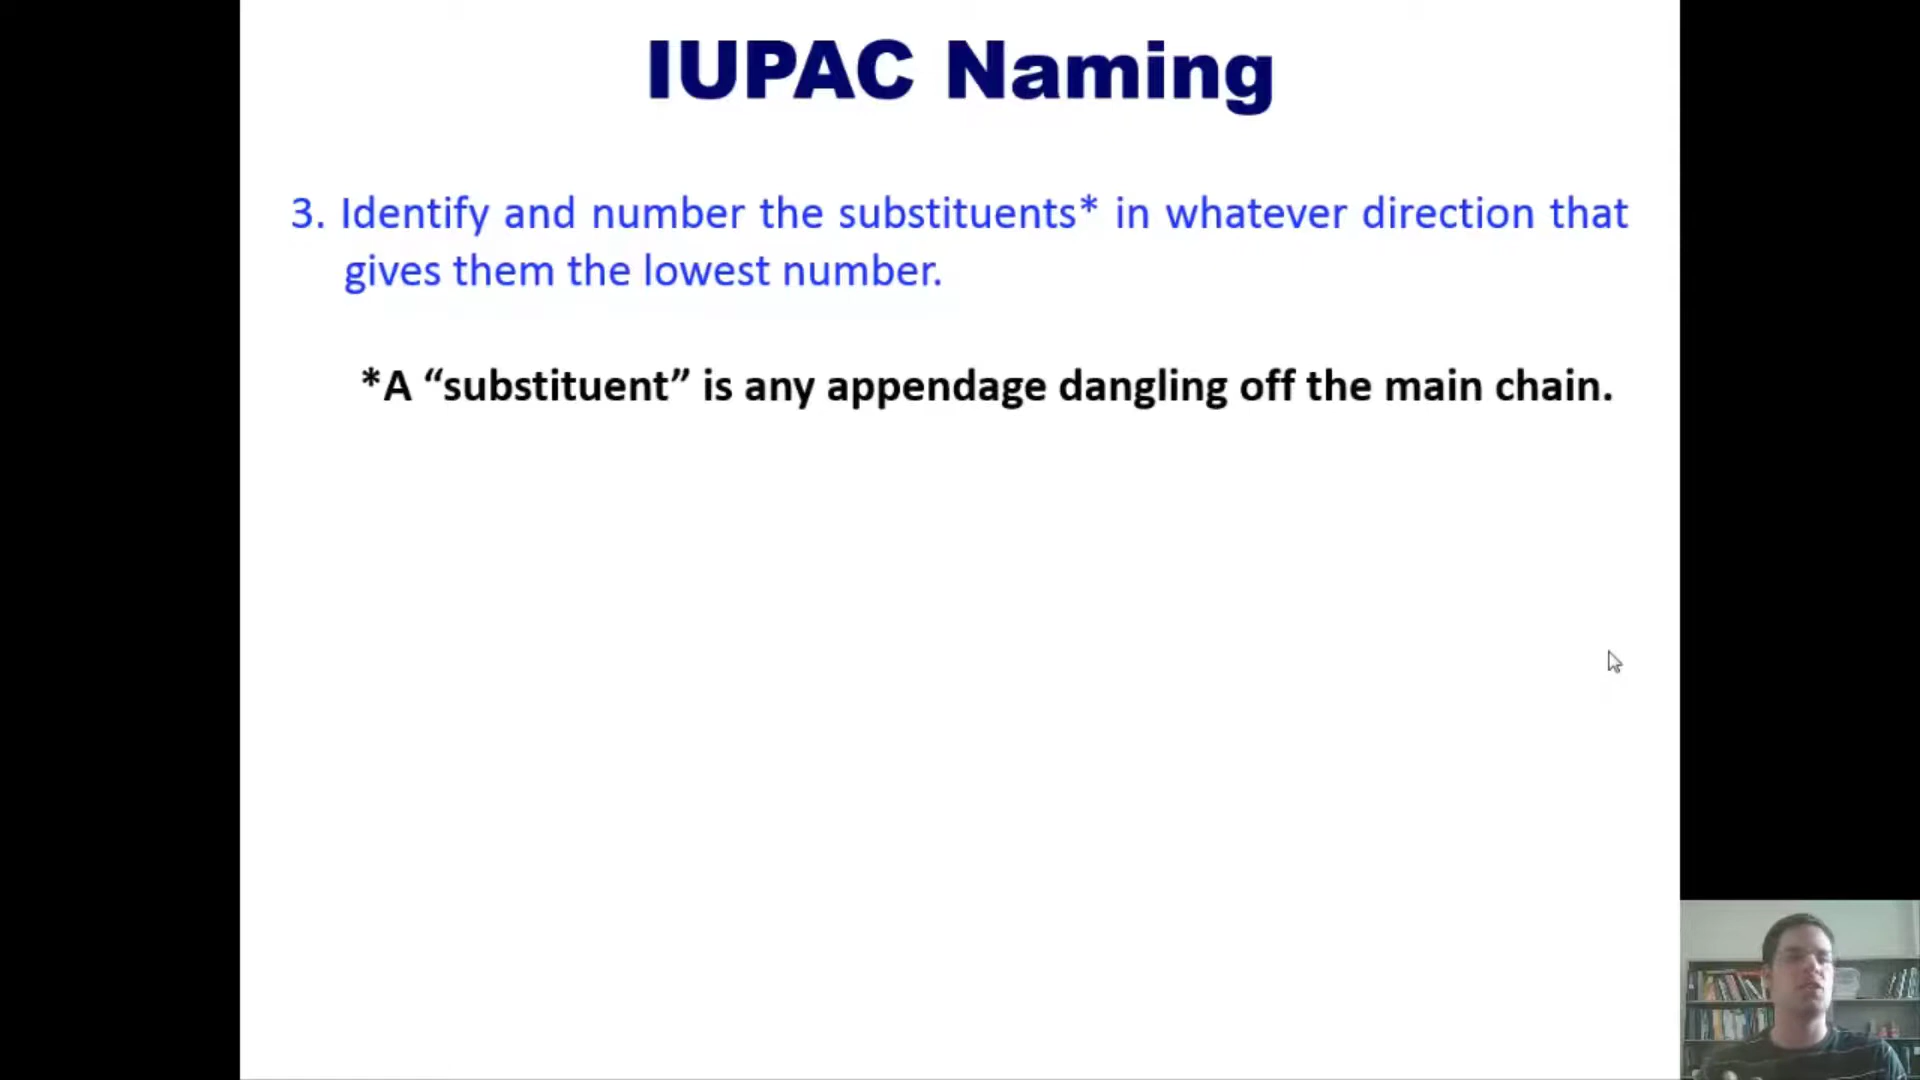 IUPAC Naming
3. Identify and number the substituents* in whatever direction that
gives them the lowest number.
*A “substituent” is any appendage dangling off the main chain.